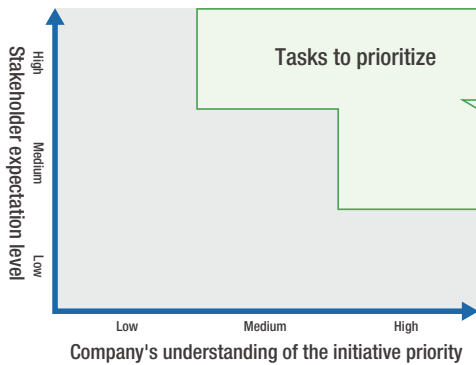 Tasks to prioritize
Stakeholder expectation level
High
Medium
Low
Low
Medium
High
Company's understanding of the initiative priority